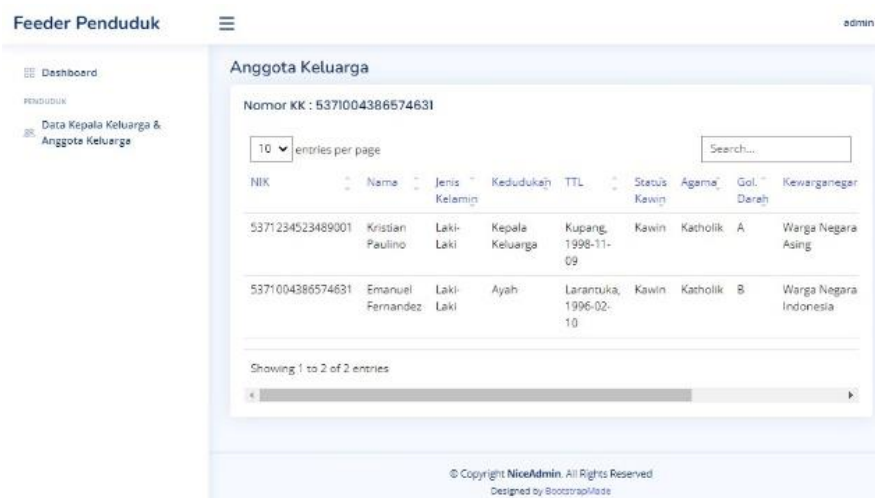 Feeder Penduduk
admin
Dashboard
PENDUDUK
Data Kepala Keluarga &
Anggota Keluarga
Anggota Keluarga
Nomor KK : 5371004386574631
10 entries per page
Search...
NIK Nama Jenis Kedudukan TTL Status Agama Gol. Kewarganegar
Kelamin Kawin Darah
5371234523489001 Kristian Laki- Kepala Kupang, Kawin Katholik A Warga Negara
Paulino Laki Keluarga 1998-11- Asing
09
5371004386574631 Emanuel Laki- Ayah Larantuka, Kawin Katholik B Warga Negara
Fernandez Laki 1996-02- Indonesia
10
Showing 1 to 2 of 2 entries
© Copyright NiceAdmin. All Rights Reserved
Designed by BootstrapMade